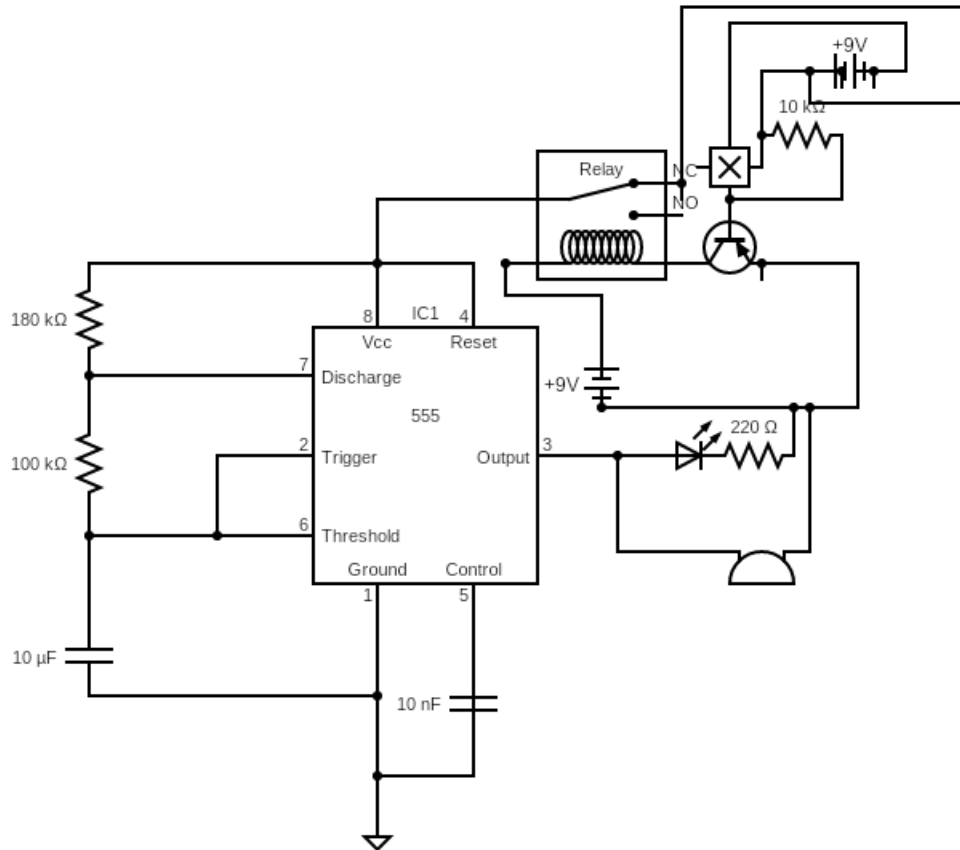 +9V
10 kΩ
Relay
NC
NO
180 kΩ
8
IC1
4
Vcc
Reset
7
Discharge
+9V
555
220 Ω
100 kΩ
2
Trigger
Output
3
6
Threshold
Ground
Control
1
5
10 µF
10 nF